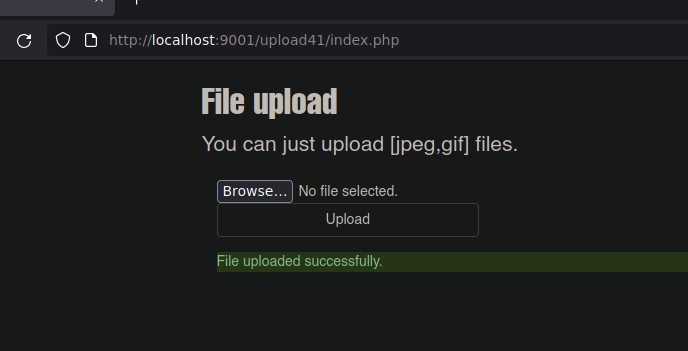 http://localhost:9001/upload41/index.php
File upload
You can just upload [jpeg,gif] files.
Browse... No file selected.
Upload
File uploaded successfully.